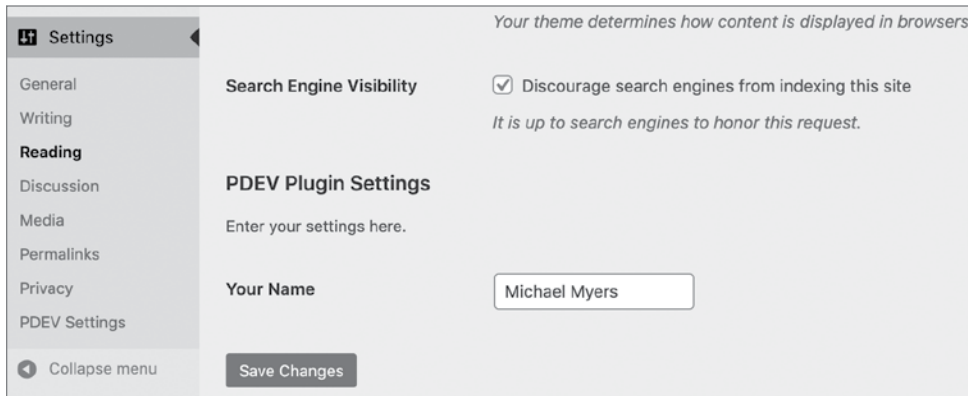 Settings
General
Writing
Reading
Discussion
Media
Permalinks
Privacy
PDEV Settings
Collapse menu
Your theme determines how content is displayed in browsers
Search Engine Visibility
Discourage search engines from indexing this site
It is up to search engines to honor this request.
PDEV Plugin Settings
Enter your settings here.
Your Name
Michael Myers
Save Changes